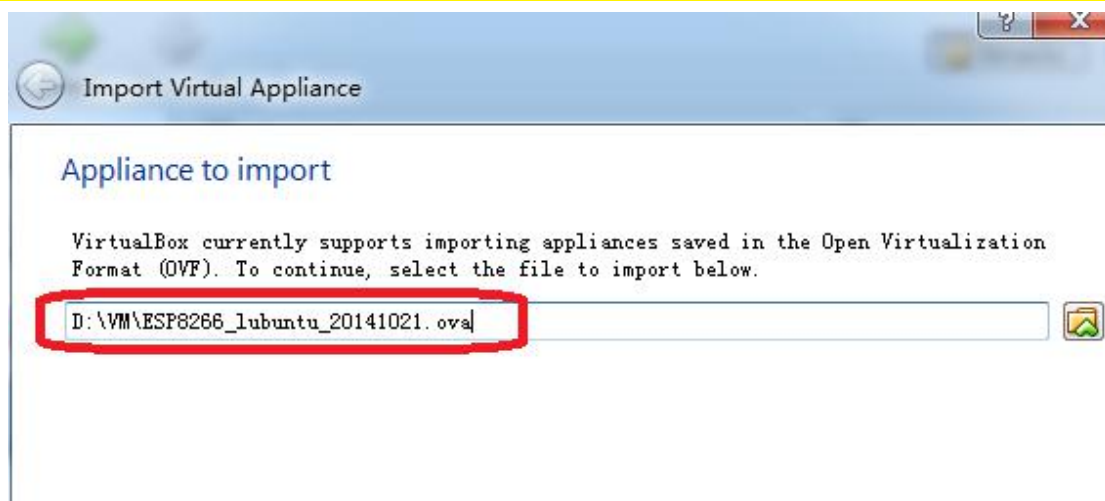 Import Virtual Appliance
Appliance to import
VirtualBox currently supports importing appliances saved in the Open Virtualization
Format (OVF). To continue, select the file to import below.
D:\VM\ESP8266_lubuntu_20141021.ova